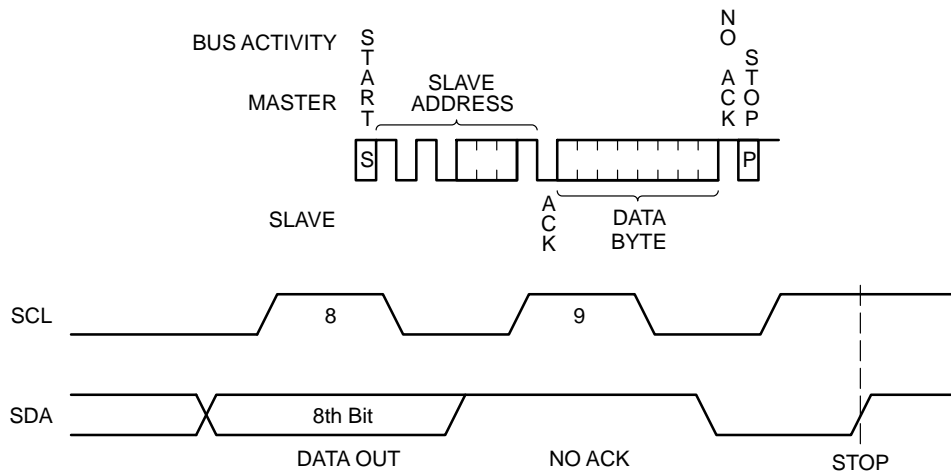 BUS ACTIVITY
MASTER
START
SLAVE
ADDRESS
NO ACK
STOP
S
P
SLAVE
ACK
DATA
BYTE
SCL
8
9
SDA
8th Bit
DATA OUT
NO ACK
STOP